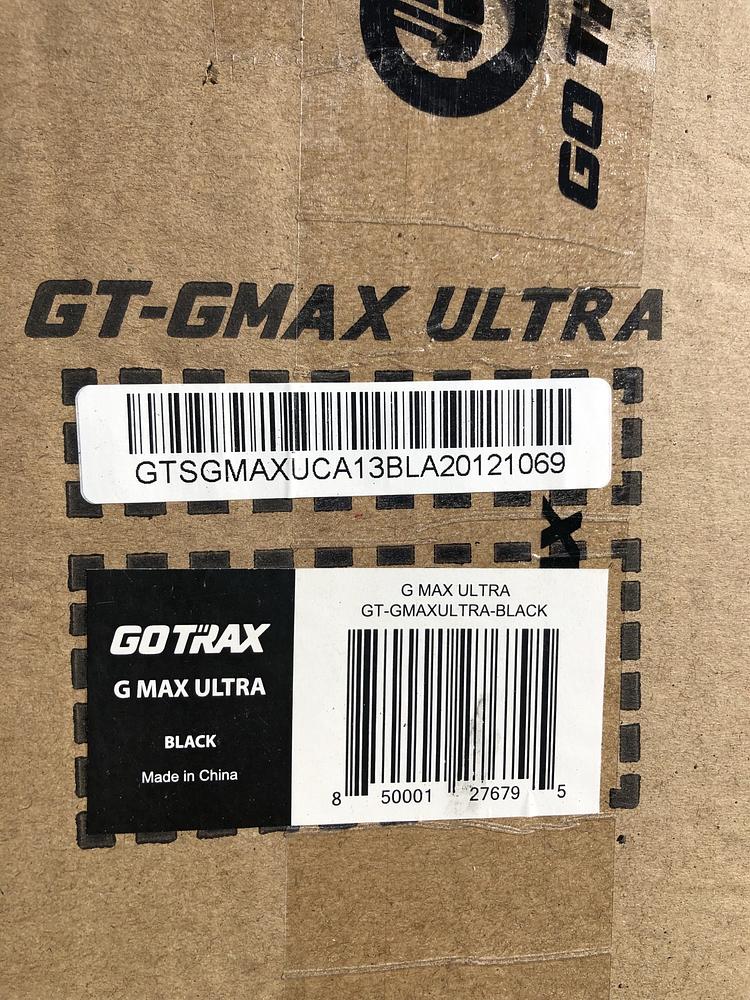 GO
GT-GMAX ULTRA
GTSGMAXUCA13BLA20121069
X
GOTRAX
G MAX ULTRA
BLACK
Made in China
G MAX ULTRA
GT-GMAXULTRA-BLACK
8 50001 27679 5